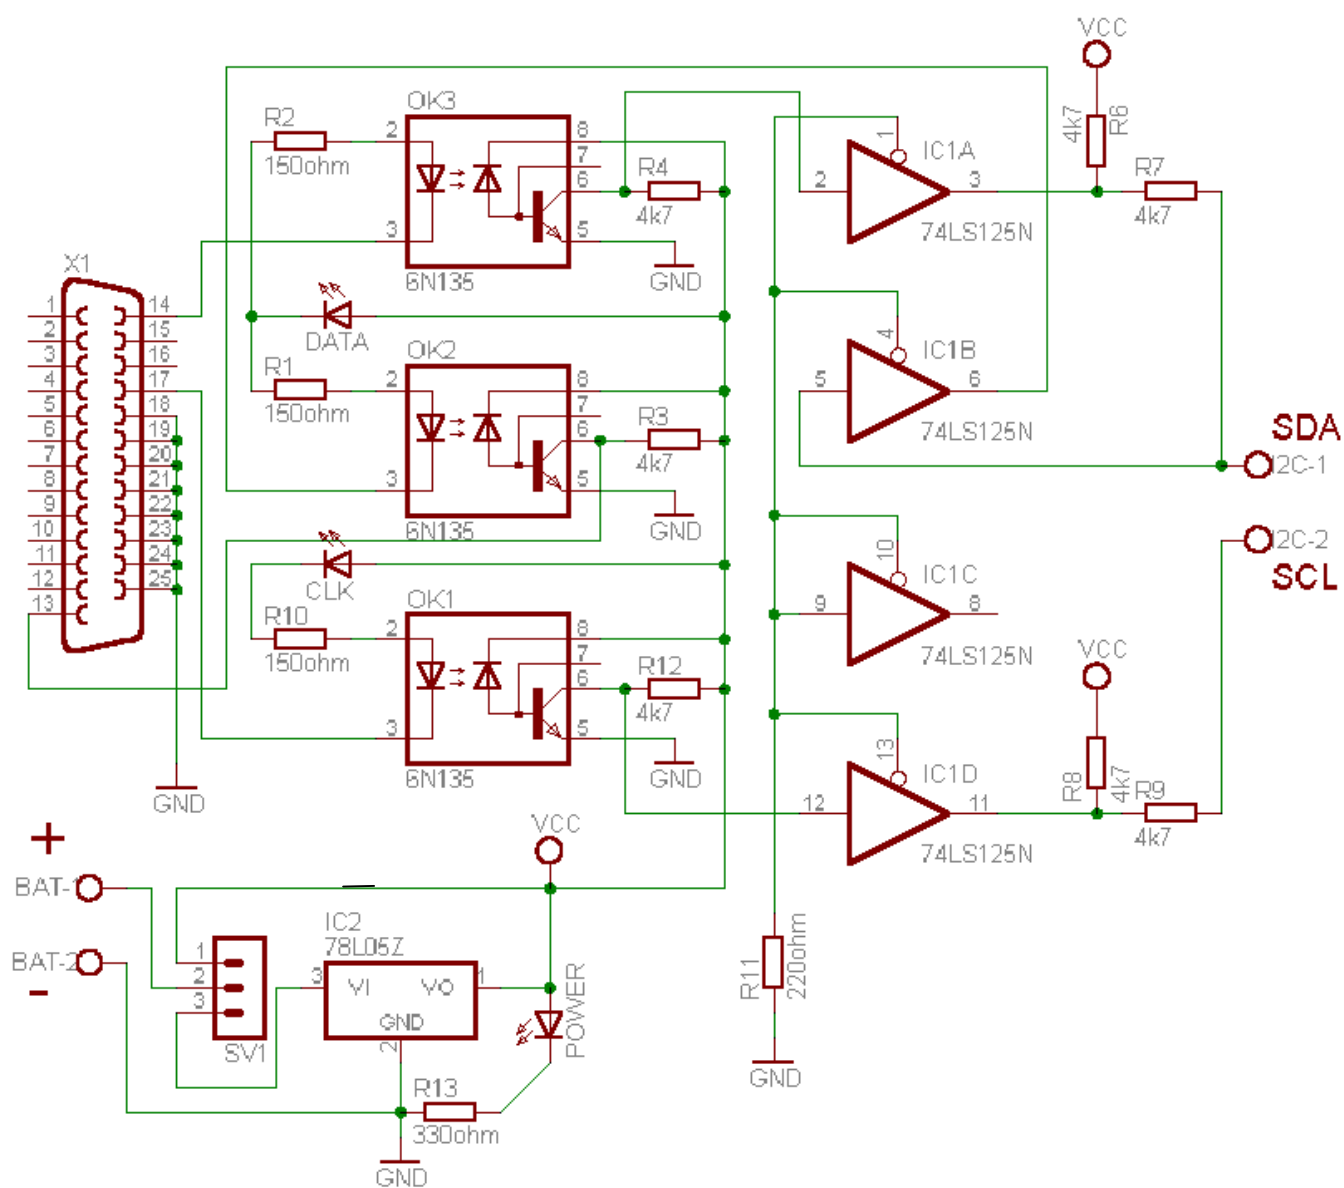 VCC
R2
150ohm
OK3
2
3
8
7
6
5
6N135
R4
4k7
GND
1
IC1A
2
3
74LS125N
4k7
R6
R7
4k7
X1
1
2
3
4
5
6
7
8
9
10
11
12
13
14
15
16
17
18
19
20
21
22
23
24
25
GND
DATA
R1
150ohm
OK2
2
3
8
7
6
5
6N135
R3
4k7
GND
4
IC1B
5
6
74LS125N
SDA
I2C-1
I2C-2
SCL
CLK
R10
150ohm
OK1
2
3
8
7
6
5
6N135
R12
4k7
GND
10
IC1C
9
8
74LS125N
VCC
13
IC1D
12
11
74LS125N
R8
4k7
R9
4k7
+
BAT-1
BAT-2
-
VCC
1
2
3
SV1
IC2
78L05Z
3
VI
VO
1
GND
2
POWER
R13
330ohm
GND
R11
220ohm
GND